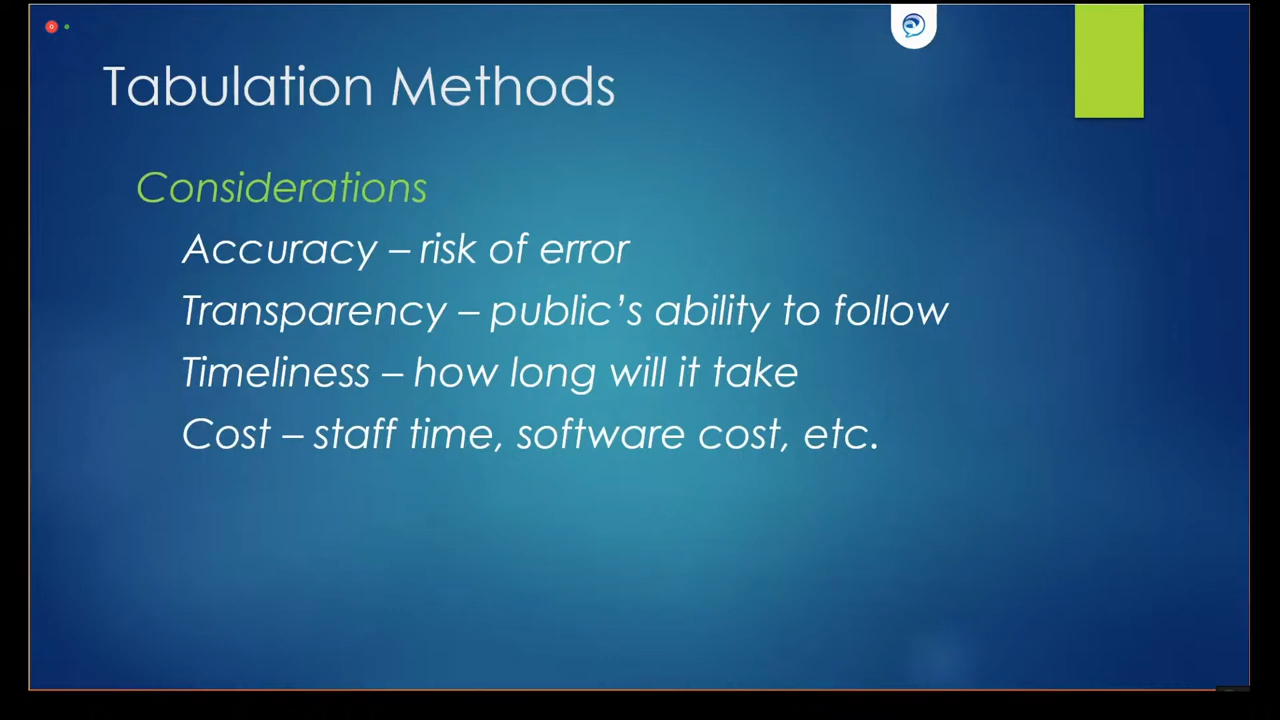 Tabulation Methods
Considerations
Accuracy – risk of error
Transparency – public’s ability to follow
Timeliness – how long will it take
Cost – staff time, software cost, etc.